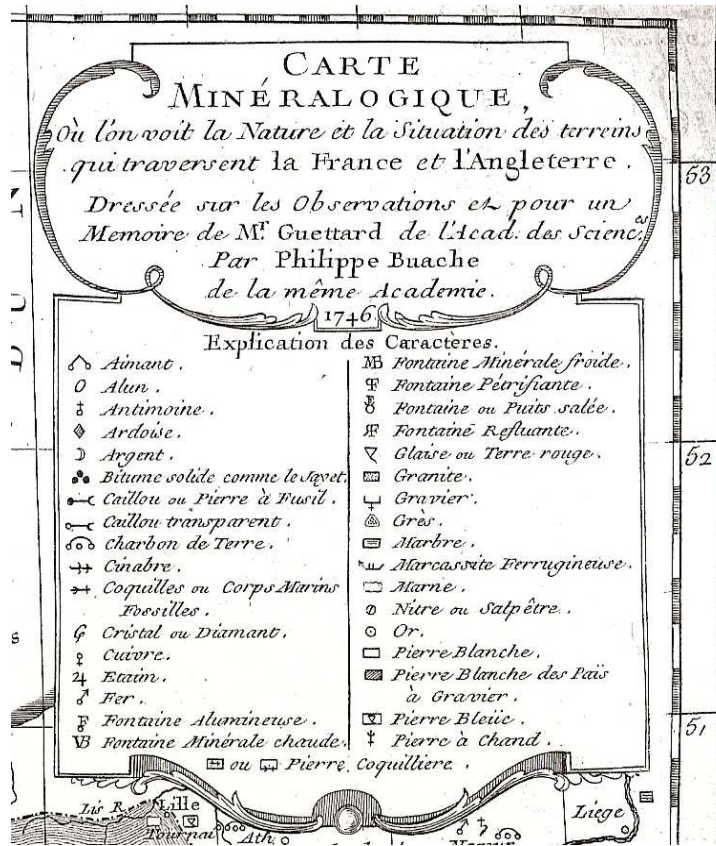 CARTE
MINÉRALOGIQUE,
Où l'on voit la Nature et la Situation des terreins
qui traversent la France et l'Angleterre.
Dressée sur les Observations et pour un
Memoire de Mr Guettard de l'Acad. des Sciences.
Par Philippe Buache
de la même Academie.
1746.
Explication des Caractères.
Aimant.
Alun.
Antimoine.
Ardoise.
Argent.
Bitume solide comme le Jayet.
Caillou ou Pierre à Fusil.
Caillou transparent.
Charbon de Terre.
Cinabre.
Coquilles ou Corps Marins
Fossilles.
Cristal ou Diamant.
Cuivre.
Etaim.
Fer.
Fontaine Alumineuse.
Fontaine Minérale chaude.
Fontaine Minérale froide.
Fontaine Pétrifiante.
Fontaine ou Puits salée.
Fontaine Refluante.
Glaise ou Terre rouge.
Granite.
Gravier.
Grès.
Marbre.
Marcassite Ferrugineuse.
Marne.
Nitre ou Salpêtre.
Or.
Pierre Blanche.
Pierre Blanche des Païs
à Gravier.
Pierre Bleüe.
Pierre à Chand.
ou Pierre Coquilliere.
53
52
51
Lis R.
Lille
Tournai
Ath
Liege